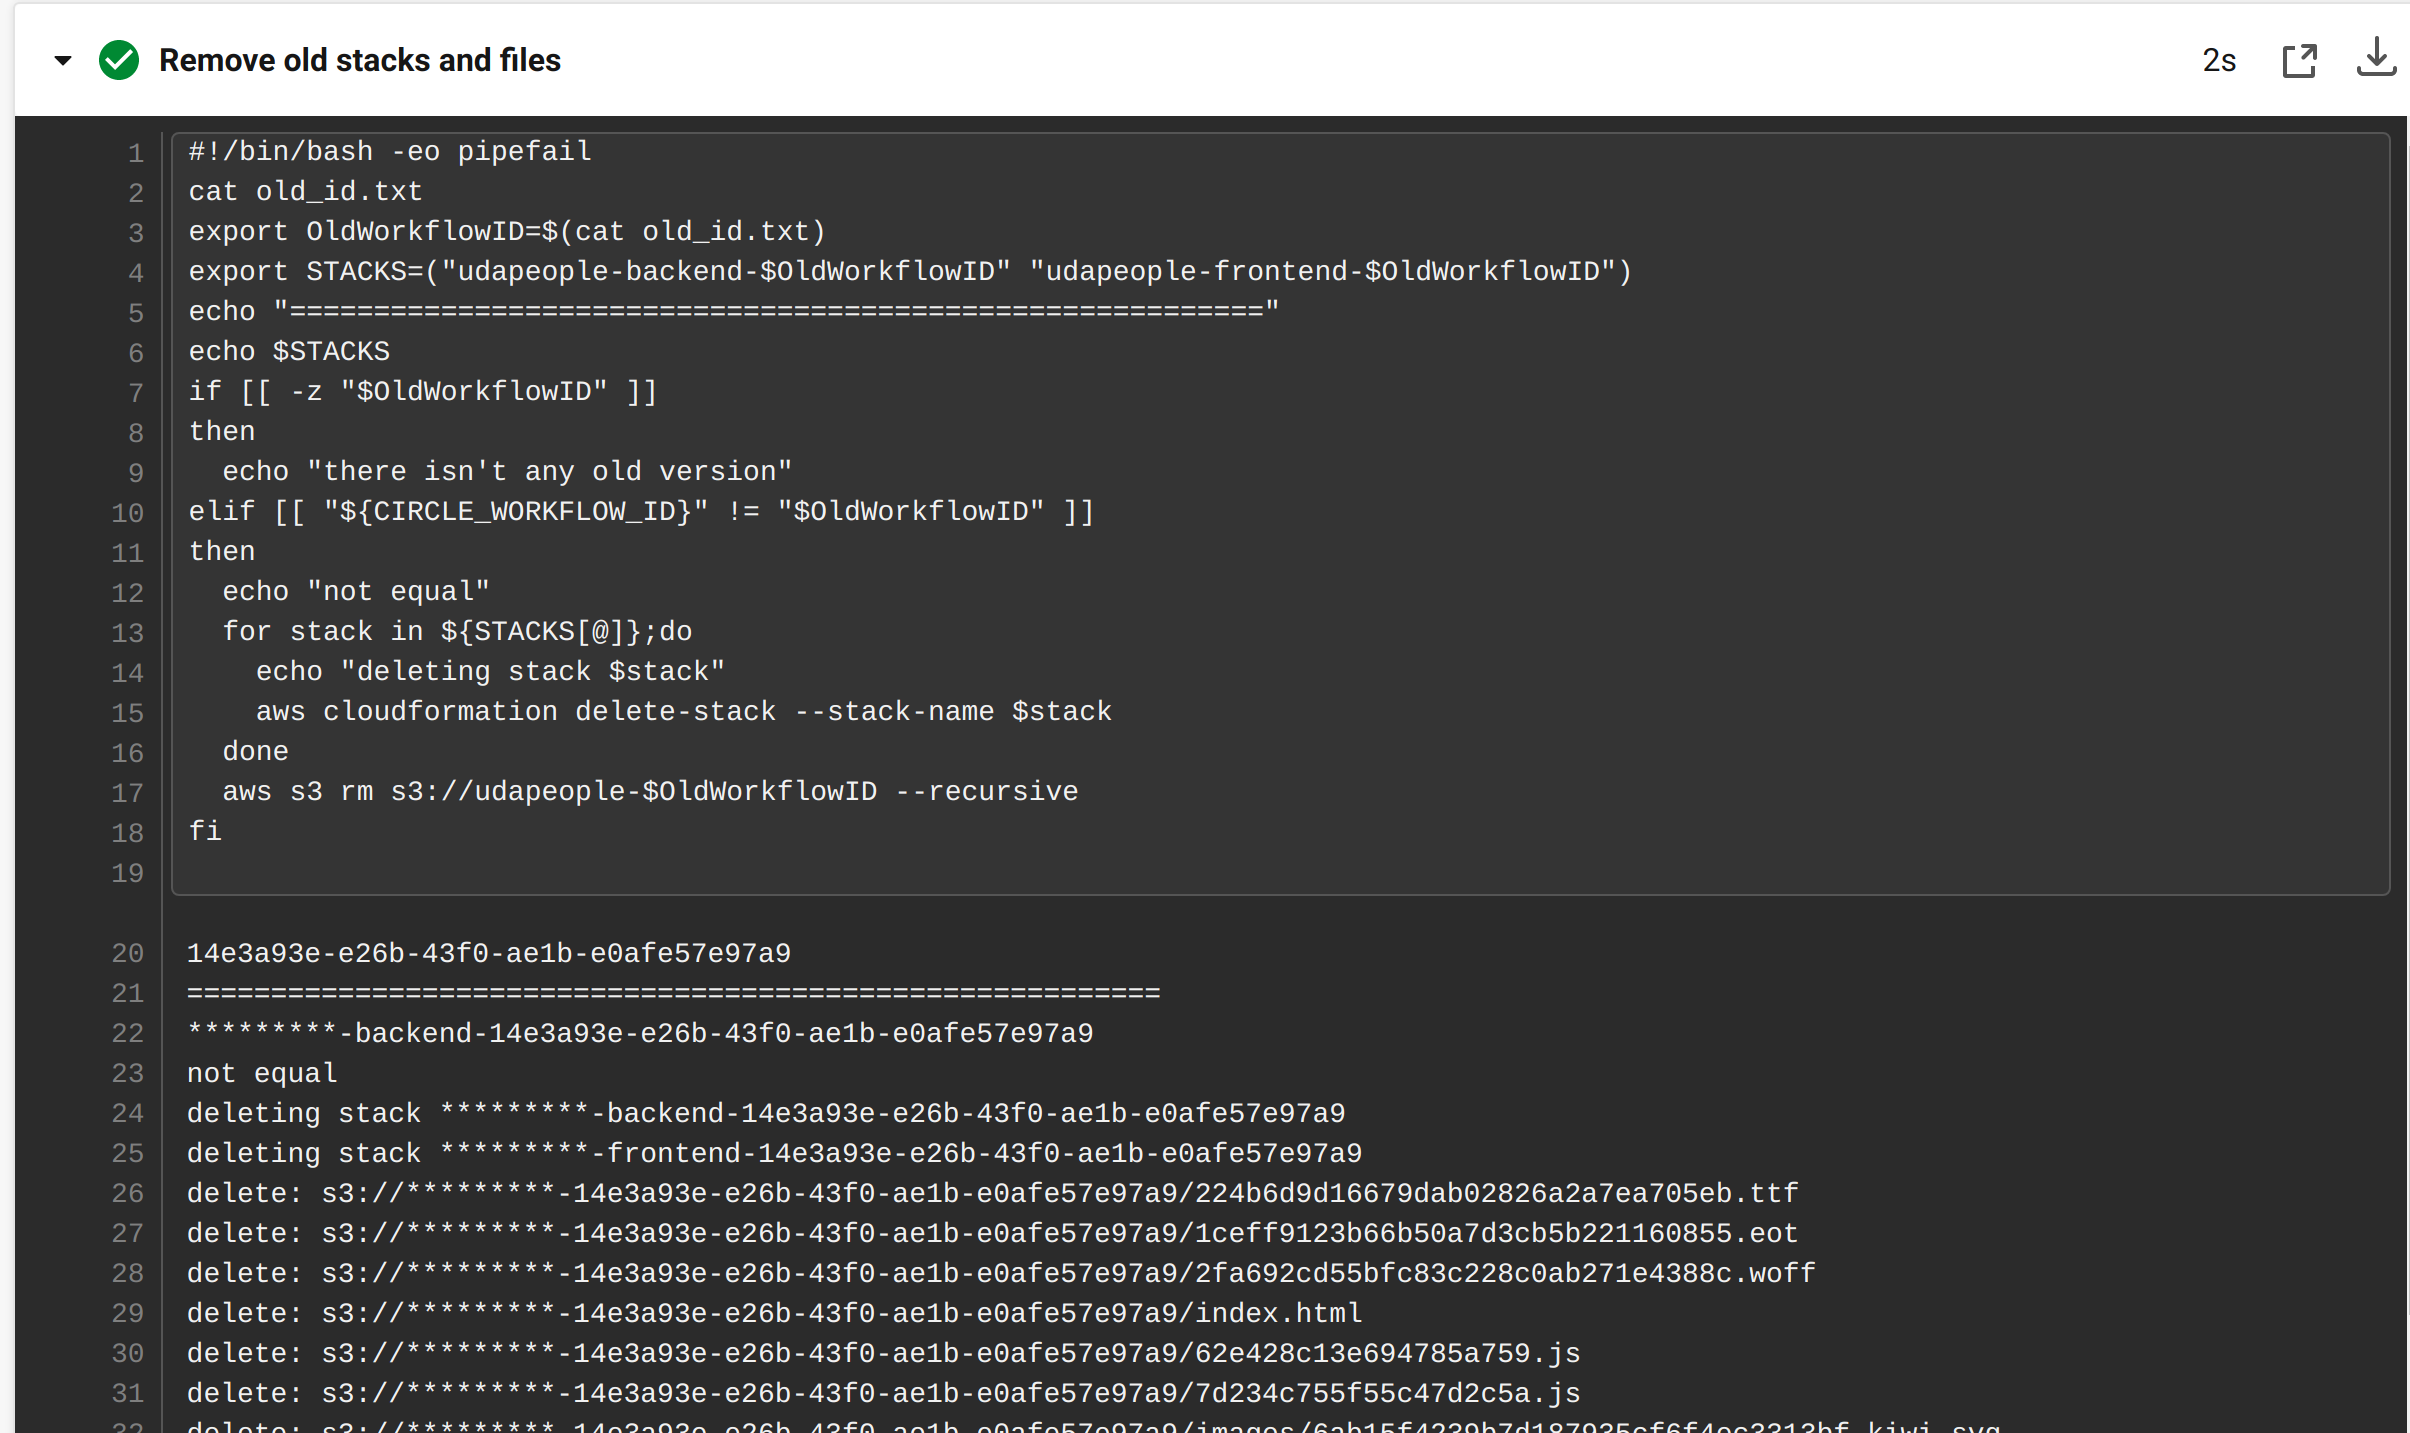 Remove old stacks and files
2s
1 #!/bin/bash -eo pipefail
2 cat old_id.txt
3 export OldWorkflowID=$(cat old_id.txt)
4 export STACKS=("udapeople-backend-$OldWorkflowID" "udapeople-frontend-$OldWorkflowID")
5 echo "=========================================================="
6 echo $STACKS
7 if [[ -z "$OldWorkflowID" ]]
8 then
9   echo "there isn't any old version"
10 elif [[ "${CIRCLE_WORKFLOW_ID}" != "$OldWorkflowID" ]]
11 then
12   echo "not equal"
13   for stack in ${STACKS[@]};do
14     echo "deleting stack $stack"
15     aws cloudformation delete-stack --stack-name $stack
16   done
17   aws s3 rm s3://udapeople-$OldWorkflowID --recursive
18 fi
19
20 14e3a93e-e26b-43f0-ae1b-e0afe57e97a9
21 ==========================================================
22 *********-backend-14e3a93e-e26b-43f0-ae1b-e0afe57e97a9
23 not equal
24 deleting stack *********-backend-14e3a93e-e26b-43f0-ae1b-e0afe57e97a9
25 deleting stack *********-frontend-14e3a93e-e26b-43f0-ae1b-e0afe57e97a9
26 delete: s3://*********-14e3a93e-e26b-43f0-ae1b-e0afe57e97a9/224b6d9d16679dab02826a2a7ea705eb.ttf
27 delete: s3://*********-14e3a93e-e26b-43f0-ae1b-e0afe57e97a9/1ceff9123b66b50a7d3cb5b221160855.eot
28 delete: s3://*********-14e3a93e-e26b-43f0-ae1b-e0afe57e97a9/2fa692cd55bfc83c228c0ab271e4388c.woff
29 delete: s3://*********-14e3a93e-e26b-43f0-ae1b-e0afe57e97a9/index.html
30 delete: s3://*********-14e3a93e-e26b-43f0-ae1b-e0afe57e97a9/62e428c13e694785a759.js
31 delete: s3://*********-14e3a93e-e26b-43f0-ae1b-e0afe57e97a9/7d234c755f55c47d2c5a.js
32 delete: